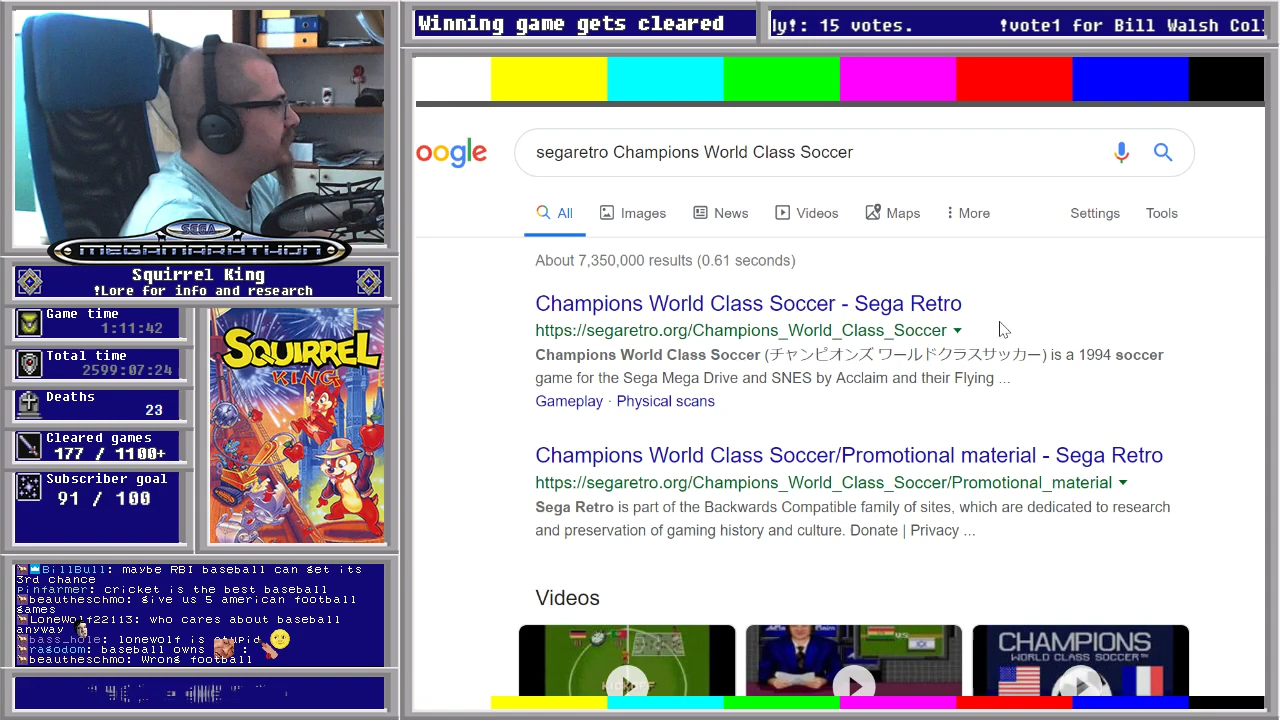 Winning game gets cleared
ly!: 15 votes. !vote1 for Bill Walsh Col
oogle
segaretro Champions World Class Soccer
All
Images
News
Videos
Maps
More
Settings
Tools
About 7,350,000 results (0.61 seconds)
Champions World Class Soccer - Sega Retro
https://segaretro.org/Champions_World_Class_Soccer
Champions World Class Soccer (チャンピオンズ ワールドクラスサッカー) is a 1994 soccer
game for the Sega Mega Drive and SNES by Acclaim and their Flying ...
Gameplay · Physical scans
Champions World Class Soccer/Promotional material - Sega Retro
https://segaretro.org/Champions_World_Class_Soccer/Promotional_material
Sega Retro is part of the Backwards Compatible family of sites, which are dedicated to research
and preservation of gaming history and culture. Donate | Privacy ...
Videos
CHAMPIONS
WORLD CLASS SOCCER
SEGA
MEGAMARATHON
Squirrel King
!Lore for info and research
Game time
1:11:42
Total time
2599:07:24
Deaths
23
Cleared games
177 / 1100+
Subscriber goal
91 / 100
SQUIRREL
KING
BillBull: maybe RBI baseball can get its
3rd chance
pinfarmer: cricket is the best baseball
beautheschmo: give us 5 american football
games
LoneWolf22113: who cares about baseball
anyway
bass_hole: lonewolf is stupid
ragodom: baseball owns :
beautheschmo: Wrong football